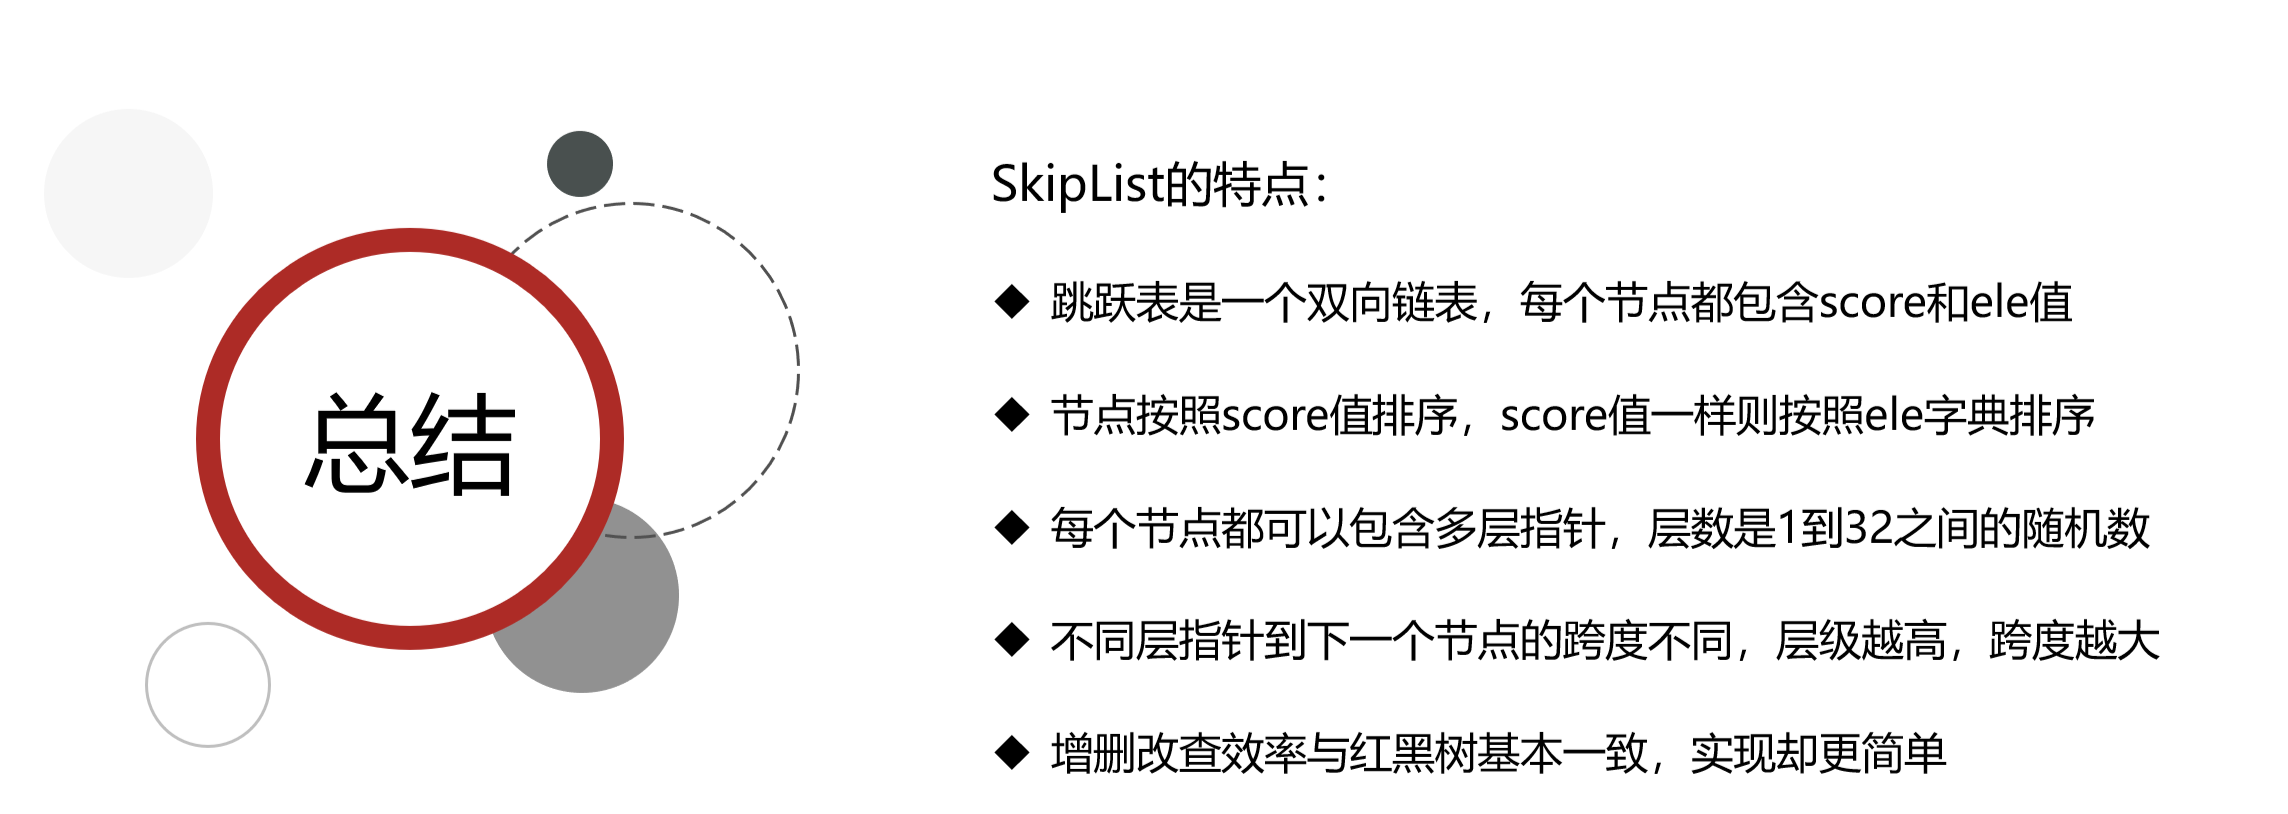 总结
SkipList的特点：
◆ 跳跃表是一个双向链表，每个节点都包含score和ele值
◆ 节点按照score值排序，score值一样则按照ele字典排序
◆ 每个节点都可以包含多层指针，层数是1到32之间的随机数
◆ 不同层指针到下一个节点的跨度不同，层级越高，跨度越大
◆ 增删改查效率与红黑树基本一致，实现却更简单